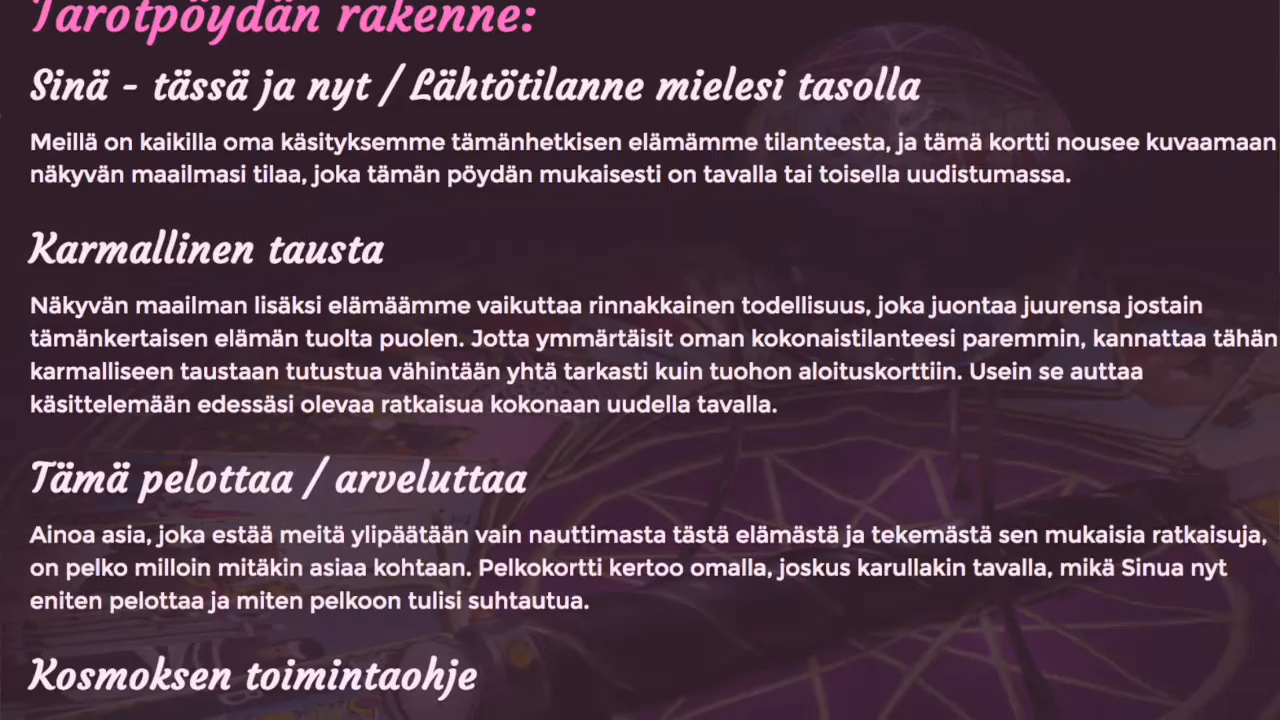 Tarotpöydän rakenne:
Sinä - tässä ja nyt / Lähtötilanne mielesi tasolla
Meillä on kaikilla oma käsityksemme tämänhetkisen elämämme tilanteesta, ja tämä kortti nousee kuvaamaan
näkyvän maailmasi tilaa, joka tämän pöydän mukaisesti on tavalla tai toisella uudistumassa.
Karmallinen tausta
Näkyvän maailman lisäksi elämäämme vaikuttaa rinnakkainen todellisuus, joka juontaa juurensa jostain
tämänkertaisen elämän tuolta puolen. Jotta ymmärtäisit oman kokonaistilanteesi paremmin, kannattaa tähän
karmalliseen taustaan tutustua vähintään yhtä tarkasti kuin tuohon aloituskorttiin. Usein se auttaa
käsittelemään edessäsi olevaa ratkaisua kokonaan uudella tavalla.
Tämä pelottaa / arveluttaa
Ainoa asia, joka estää meitä ylipäätään vain nauttimasta tästä elämästä ja tekemästä sen mukaisia ratkaisuja,
on pelko milloin mitäkin asiaa kohtaan. Pelkokortti kertoo omalla, joskus karullakin tavalla, mikä Sinua nyt
eniten pelottaa ja miten pelkoon tulisi suhtautua.
Kosmoksen toimintaohje